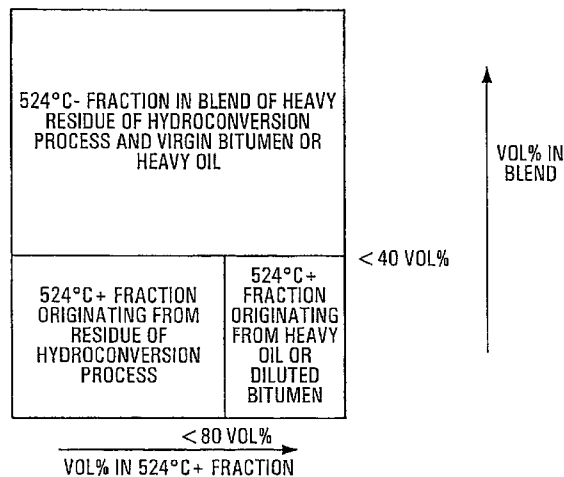 524°C- FRACTION IN BLEND OF HEAVY
RESIDUE OF HYDROCONVERSION
PROCESS AND VIRGIN BITUMEN OR
HEAVY OIL
VOL% IN
BLEND
<40 VOL%
524°C+ FRACTION
ORIGINATING FROM
RESIDUE OF
HYDROCONVERSION
PROCESS
524°C+
FRACTION
ORIGINATING
FROM HEAVY
OIL OR
DILUTED
BITUMEN
<80 VOL%
VOL% IN 524°C+ FRACTION